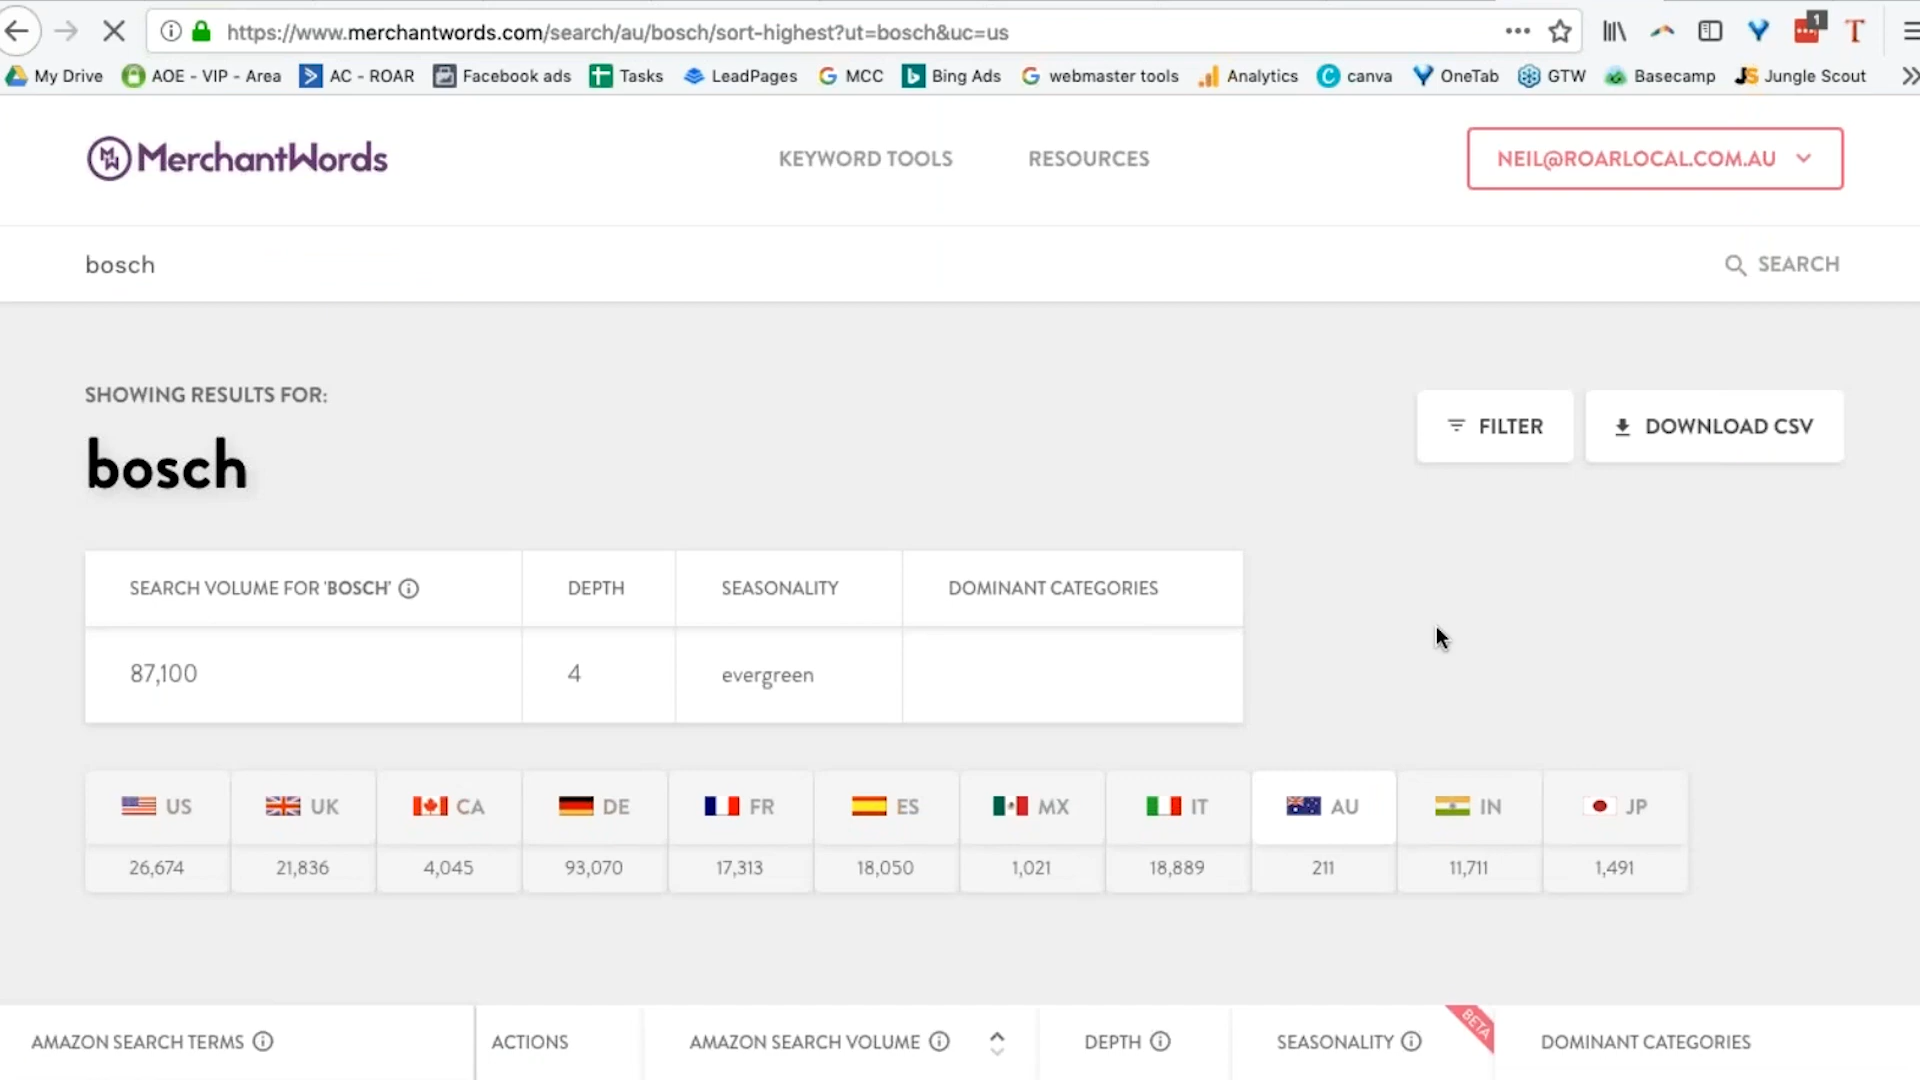 https://www.merchantwords.com/search/au/bosch/sort-highest?ut=bosch&uc=us
1
T
My Drive
AOE - VIP - Area
AC - ROAR
Facebook ads
Tasks
LeadPages
MCC
Bing Ads
webmaster tools
Analytics
canva
OneTab
GTW
Basecamp
Jungle Scout
MerchantWords
KEYWORD TOOLS
RESOURCES
NEIL@ROARLOCAL.COM.AU
bosch
SEARCH
SHOWING RESULTS FOR:
bosch
FILTER
DOWNLOAD CSV
SEARCH VOLUME FOR 'BOSCH'
DEPTH
SEASONALITY
DOMINANT CATEGORIES
87,100
4
evergreen
US
UK
CA
DE
FR
ES
MX
IT
AU
IN
JP
26,674
21,836
4,045
93,070
17,313
18,050
1,021
18,889
211
11,711
1,491
AMAZON SEARCH TERMS
ACTIONS
AMAZON SEARCH VOLUME
DEPTH
SEASONALITY
BETA
DOMINANT CATEGORIES